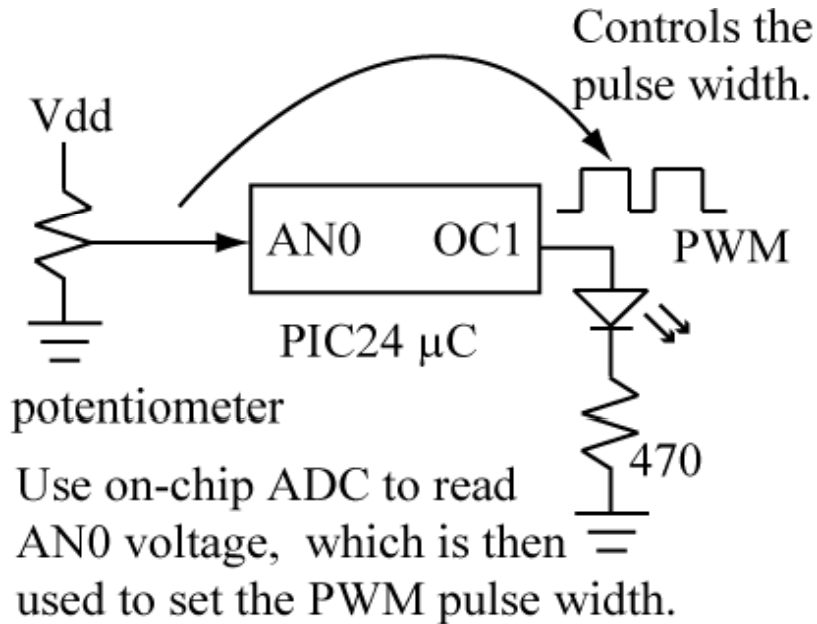 Controls the
pulse width.
Vdd
AN0
OC1
PWM
PIC24 μC
potentiometer
470
Use on-chip ADC to read
AN0 voltage, which is then
used to set the PWM pulse width.